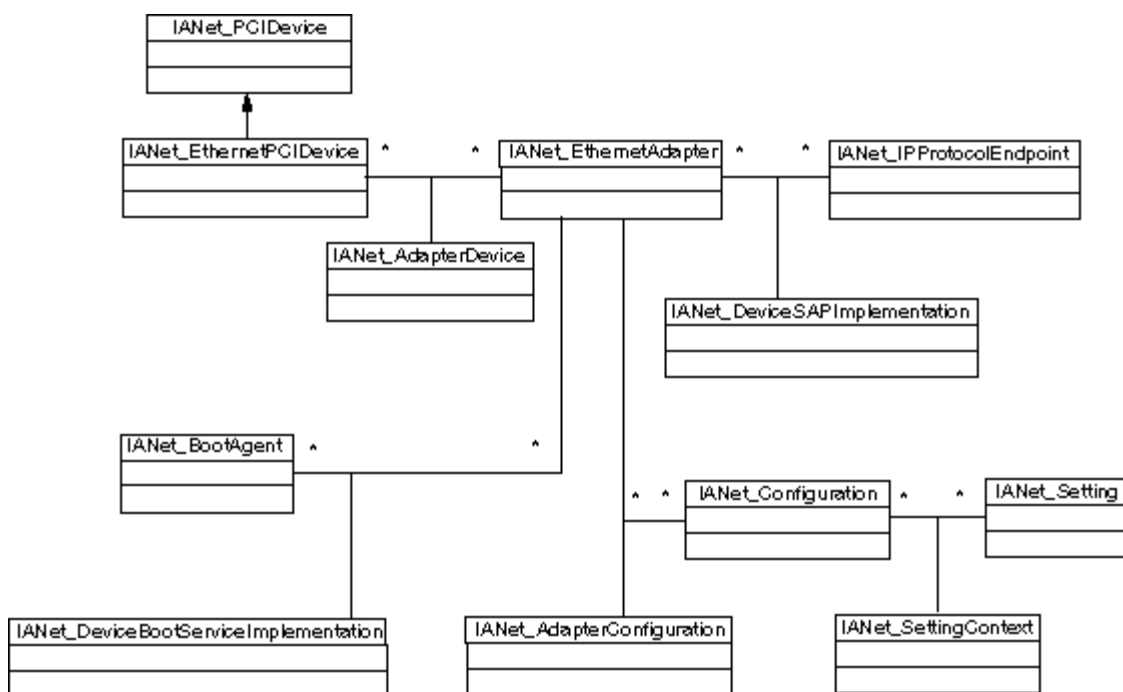 IANet_PCIDevice
IANet_EthernetPCIDevice
* *
IANet_EthernetAdapter
* *
IANet_IPProtocolEndpoint
IANet_AdapterDevice
IANet_DeviceSAPImplementation
IANet_BootAgent
* *
* *
IANet_Configuration
* *
IANet_Setting
IANet_DeviceBootServiceImplementation
IANet_AdapterConfiguration
IANet_SettingContext